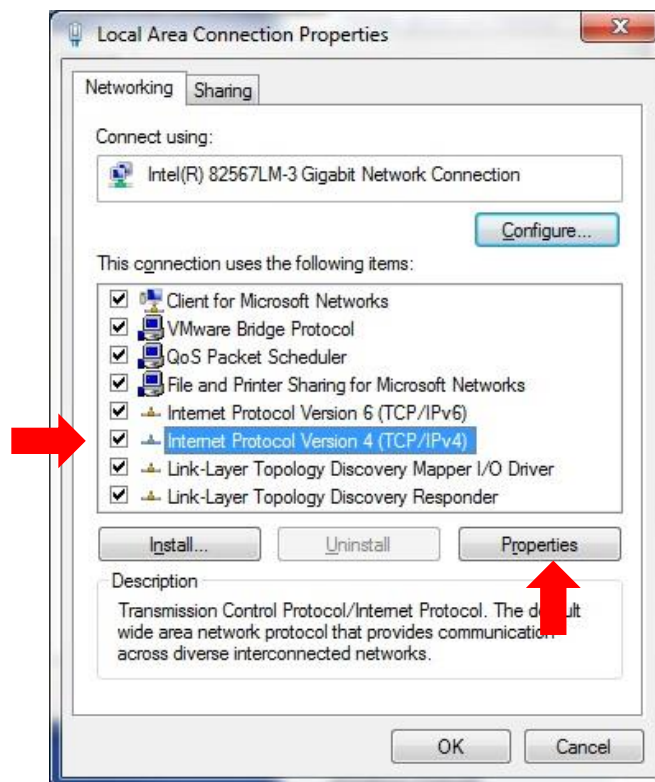 Local Area Connection Properties
Networking
Sharing
Connect using:
Intel(R) 82567LM-3 Gigabit Network Connection
Configure...
This connection uses the following items:
Client for Microsoft Networks
VMware Bridge Protocol
QoS Packet Scheduler
File and Printer Sharing for Microsoft Networks
Internet Protocol Version 6 (TCP/IPv6)
Internet Protocol Version 4 (TCP/IPv4)
Link-Layer Topology Discovery Mapper I/O Driver
Link-Layer Topology Discovery Responder
Install...
Uninstall
Properties
Description
Transmission Control Protocol/Internet Protocol. The default
wide area network protocol that provides communication
across diverse interconnected networks.
OK
Cancel